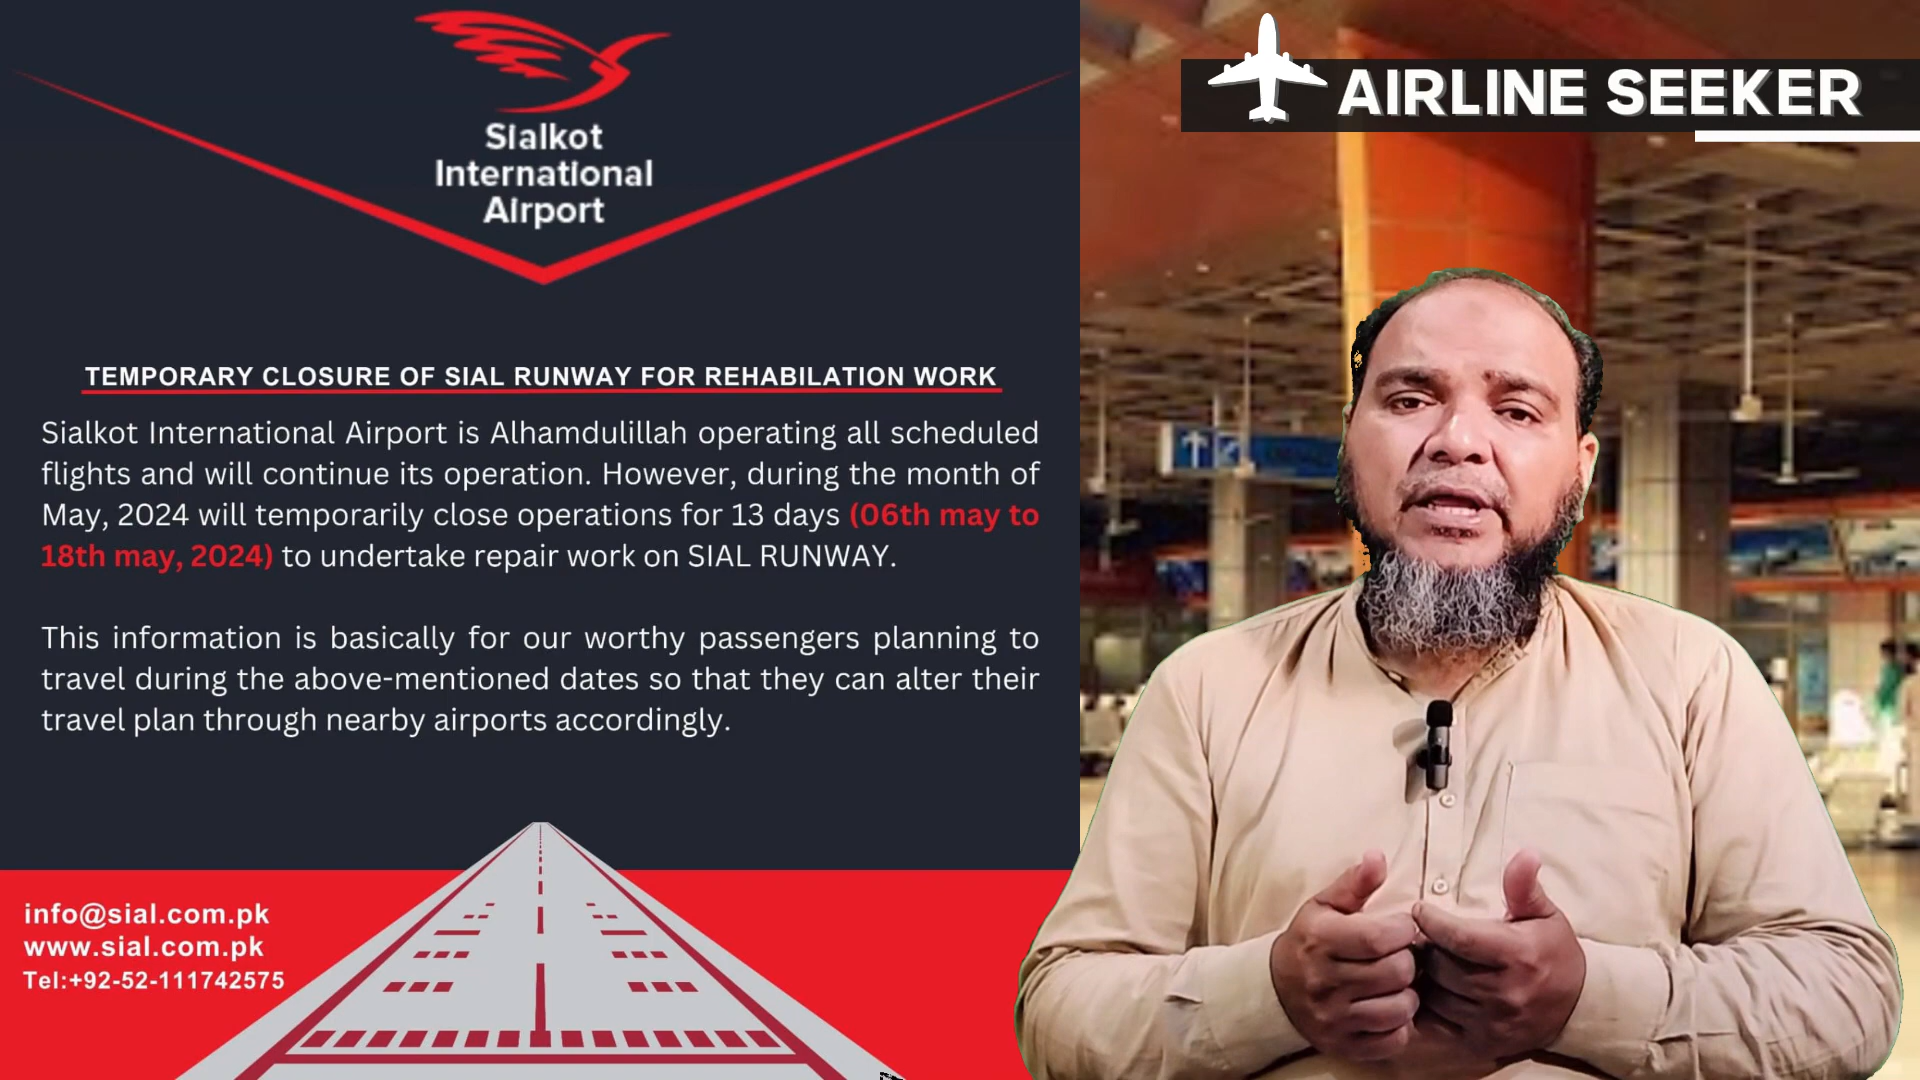 Sialkot
International
Airport
AIRLINE SEEKER
TEMPORARY CLOSURE OF SIAL RUNWAY FOR REHABILATION WORK
Sialkot International Airport is Alhamdulillah operating all scheduled
flights and will continue its operation. However, during the month of
May, 2024 will temporarily close operations for 13 days (06th may to
18th may, 2024) to undertake repair work on SIAL RUNWAY.
This information is basically for our worthy passengers planning to
travel during the above-mentioned dates so that they can alter their
travel plan through nearby airports accordingly.
info@sial.com.pk
www.sial.com.pk
Tel:+92-52-111742575